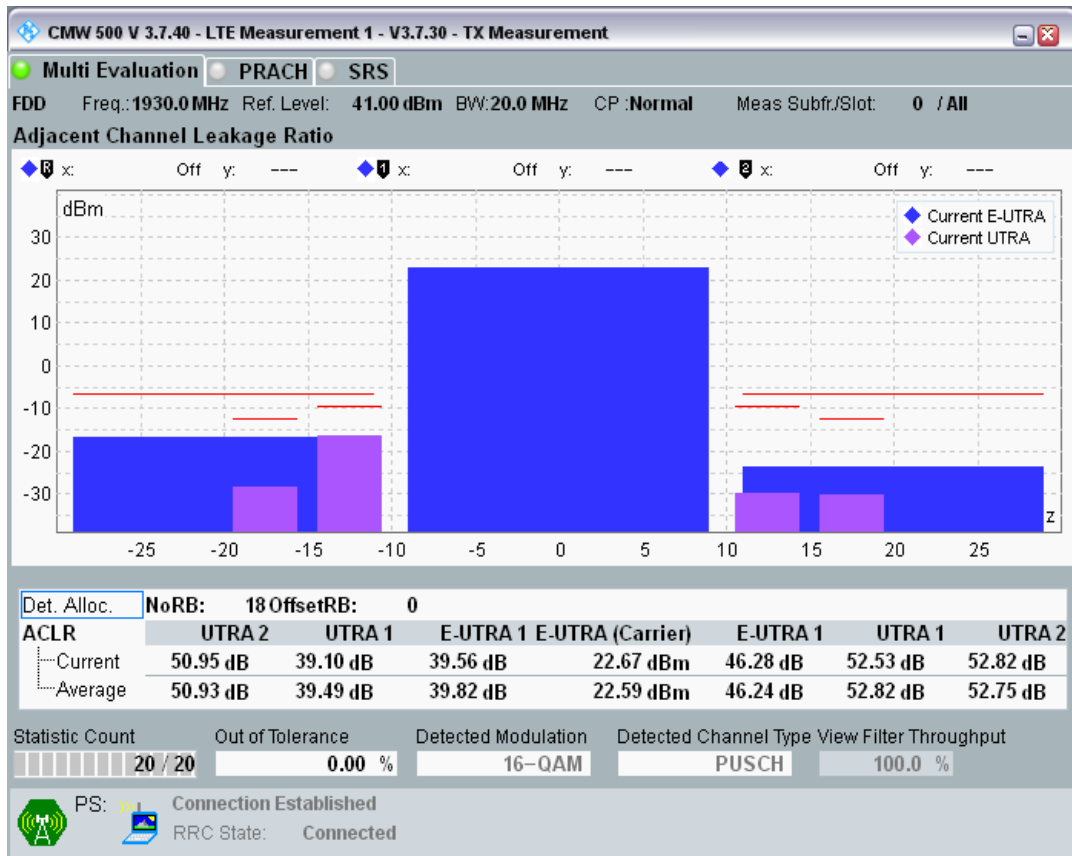 CMW 500 V 3.7.40 - LTE Measurement 1 - V3.7.30 - TX Measurement
Multi Evaluation PRACH SRS
FDD Freq.: 1930.0 MHz Ref. Level: 41.00 dBm BW: 20.0 MHz CP : Normal Meas Subfr./Slot: 0 / All
Adjacent Channel Leakage Ratio
R x: Off y: --- 1 x: Off y: --- 2 x: Off y: ---
dBm
Current E-UTRA
Current UTRA
30
20
10
0
-10
-20
-30
z
-25 -20 -15 -10 -5 0 5 10 15 20 25
Det. Alloc. NoRB: 18 OffsetRB: 0
ACLR UTRA 2 UTRA 1 E-UTRA 1 E-UTRA (Carrier) E-UTRA 1 UTRA 1 UTRA 2
Current 50.95 dB 39.10 dB 39.56 dB 22.67 dBm 46.28 dB 52.53 dB 52.82 dB
Average 50.93 dB 39.49 dB 39.82 dB 22.59 dBm 46.24 dB 52.82 dB 52.75 dB
Statistic Count Out of Tolerance Detected Modulation Detected Channel Type View Filter Throughput
20 / 20 0.00 % 16-QAM PUSCH 100.0 %
PS: Connection Established
RRC State: Connected